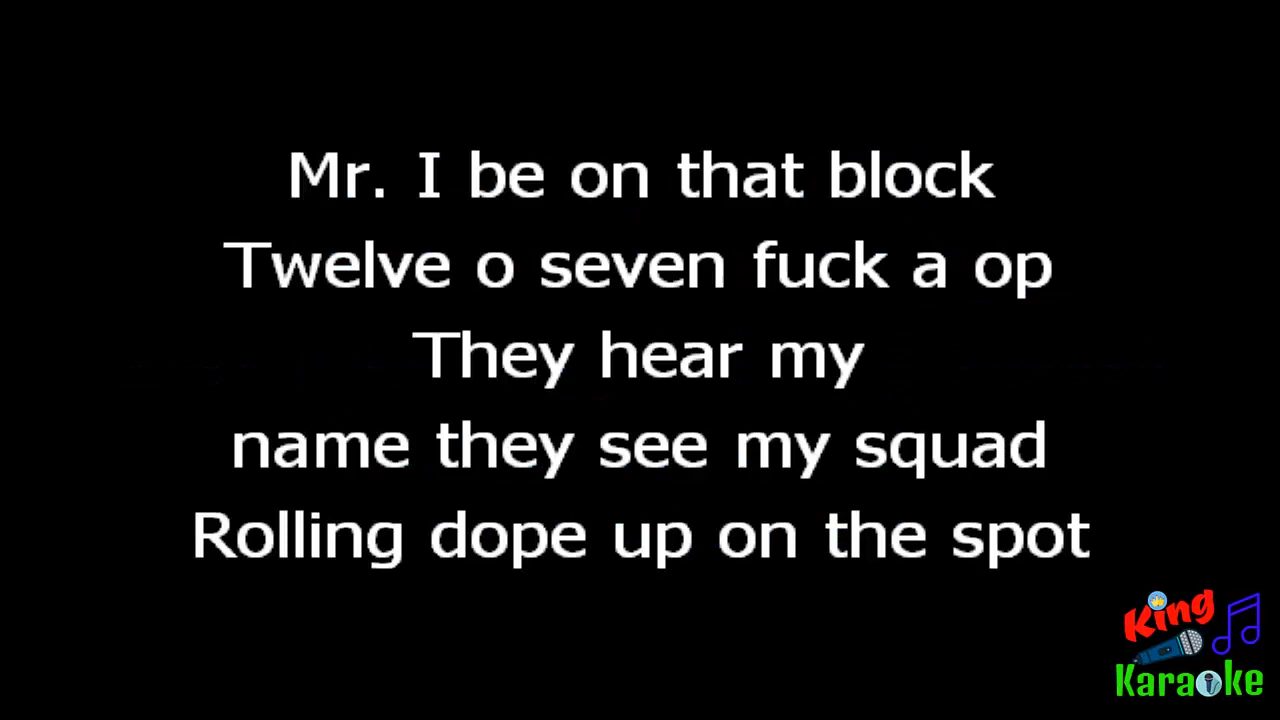 Mr. I be on that block
Twelve o seven fuck a op
They hear my
name they see my squad
Rolling dope up on the spot
King
Karaoke